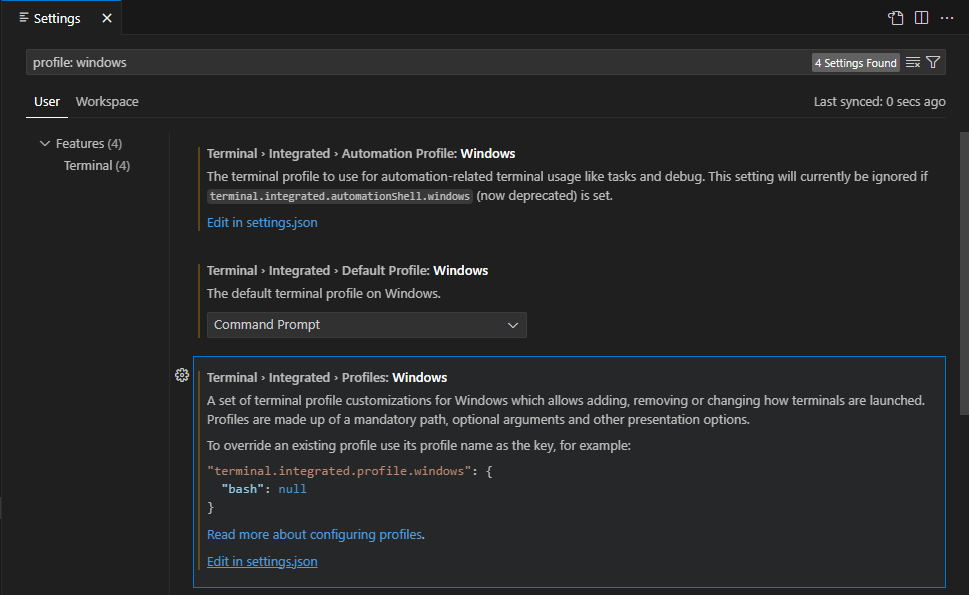 Settings
profile: windows
4 Settings Found
User
Workspace
Last synced: 0 secs ago
Features (4)
Terminal (4)
Terminal › Integrated › Automation Profile: Windows
The terminal profile to use for automation-related terminal usage like tasks and debug. This setting will currently be ignored if
terminal.integrated.automationShell.windows (now deprecated) is set.
Edit in settings.json
Terminal › Integrated › Default Profile: Windows
The default terminal profile on Windows.
Command Prompt
Terminal › Integrated › Profiles: Windows
A set of terminal profile customizations for Windows which allows adding, removing or changing how terminals are launched.
Profiles are made up of a mandatory path, optional arguments and other presentation options.
To override an existing profile use its profile name as the key, for example:
"terminal.integrated.profile.windows": {
"bash": null
}
Read more about configuring profiles.
Edit in settings.json